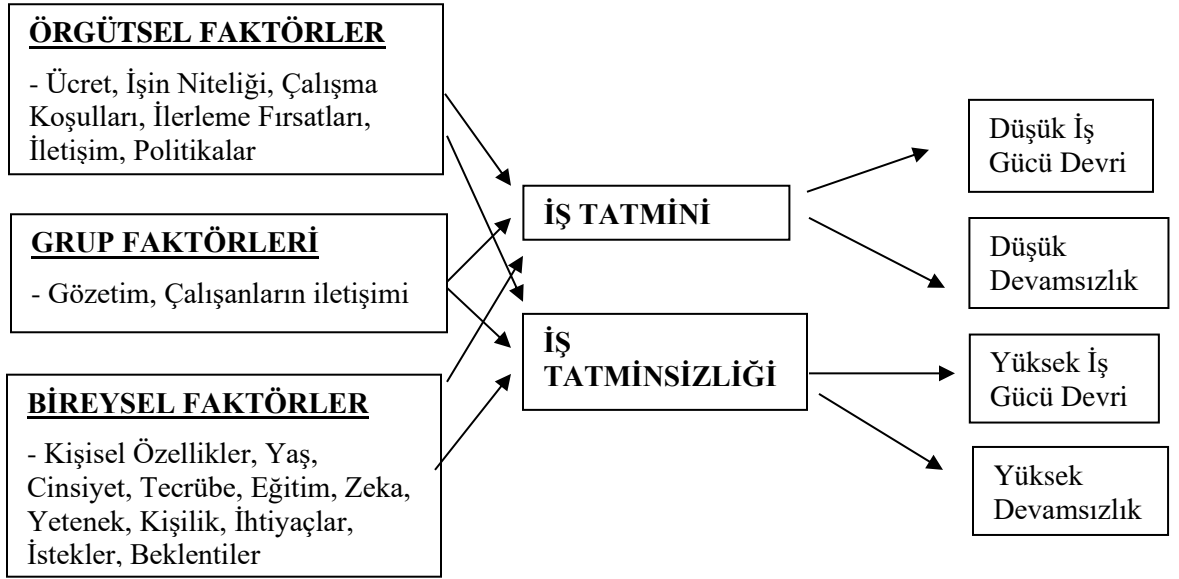 ÖRGÜTSEL FAKTÖRLER
- Ücret, İşin Niteliği, Çalışma
Koşulları, İlerleme Fırsatları,
İletişim, Politikalar
GRUP FAKTÖRLERİ
- Gözetim, Çalışanların iletişimi
BİREYSEL FAKTÖRLER
- Kişisel Özellikler, Yaş,
Cinsiyet, Tecrübe, Eğitim, Zeka,
Yetenek, Kişilik, İhtiyaçlar,
İstekler, Beklentiler
İŞ TATMİNİ
İŞ
TATMİNSİZLİĞİ
Düşük İş
Gücü Devri
Düşük
Devamsızlık
Yüksek İş
Gücü Devri
Yüksek
Devamsızlık